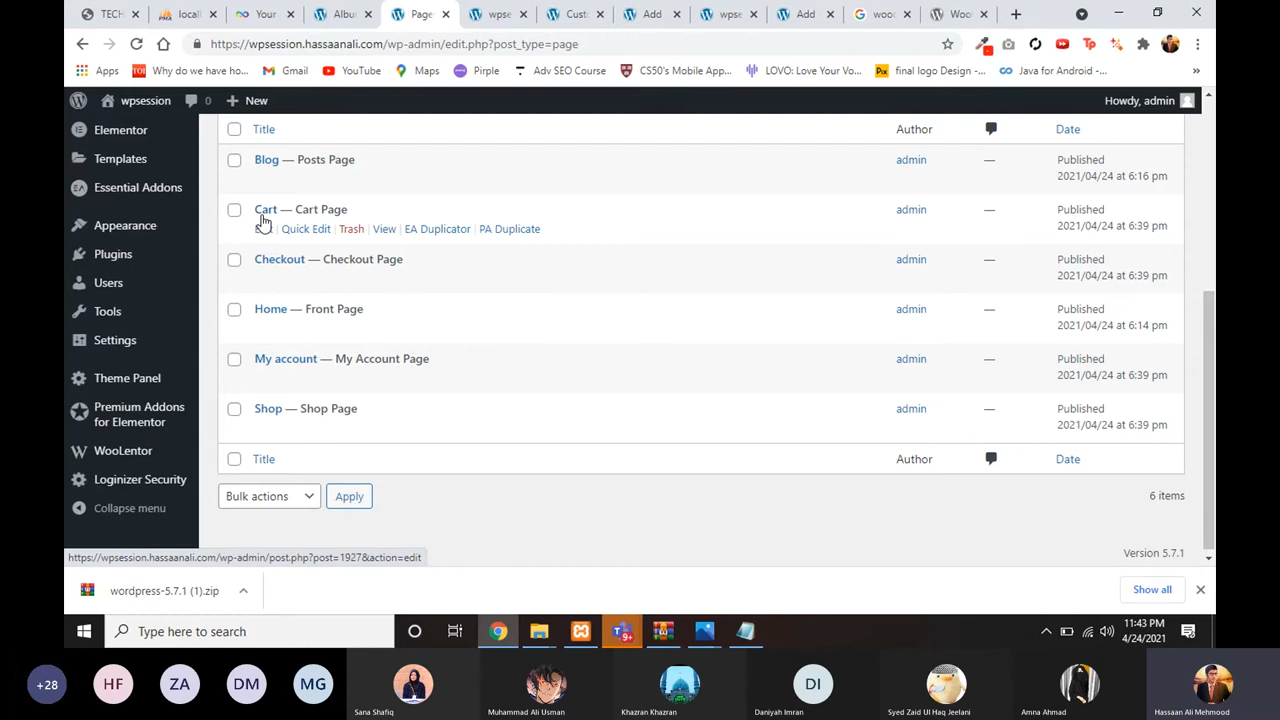 TECH
locall
Your
Albu
Page
wpse
Cust
Add
wpse
Add
wooc
Woo
https://wpsession.hassaanali.com/wp-admin/edit.php?post_type=page
Apps
Why do we have ho...
Gmail
YouTube
Maps
Pirple
Adv SEO Course
CS50's Mobile App...
LOVO: Love Your Vo...
final logo Design -...
Java for Android -...
wpsession
0
New
Howdy, admin
Elementor
Templates
Essential Addons
Appearance
Plugins
Users
Tools
Settings
Theme Panel
Premium Addons
for Elementor
WooLentor
Loginizer Security
Collapse menu
Title Author Date
Blog — Posts Page admin — Published
2021/04/24 at 6:16 pm
Cart — Cart Page admin — Published
| Quick Edit | Trash | View | EA Duplicator | PA Duplicate 2021/04/24 at 6:39 pm
Checkout — Checkout Page admin — Published
2021/04/24 at 6:39 pm
Home — Front Page admin — Published
2021/04/24 at 6:14 pm
My account — My Account Page admin — Published
2021/04/24 at 6:39 pm
Shop — Shop Page admin — Published
2021/04/24 at 6:39 pm
Title Author Date
Bulk actions Apply 6 items
https://wpsession.hassaanali.com/wp-admin/post.php?post=1927&action=edit
Version 5.7.1
wordpress-5.7.1 (1).zip
Show all
Type here to search
9+
11:43 PM
4/24/2021
+28
HF
ZA
DM
MG
DI
Sana Shafiq
Muhammad Ali Usman
Khazran Khazran
Daniyah Imran
Syed Zaid Ul Haq Jeelani
Amna Ahmad
Hassaan Ali Mehmood